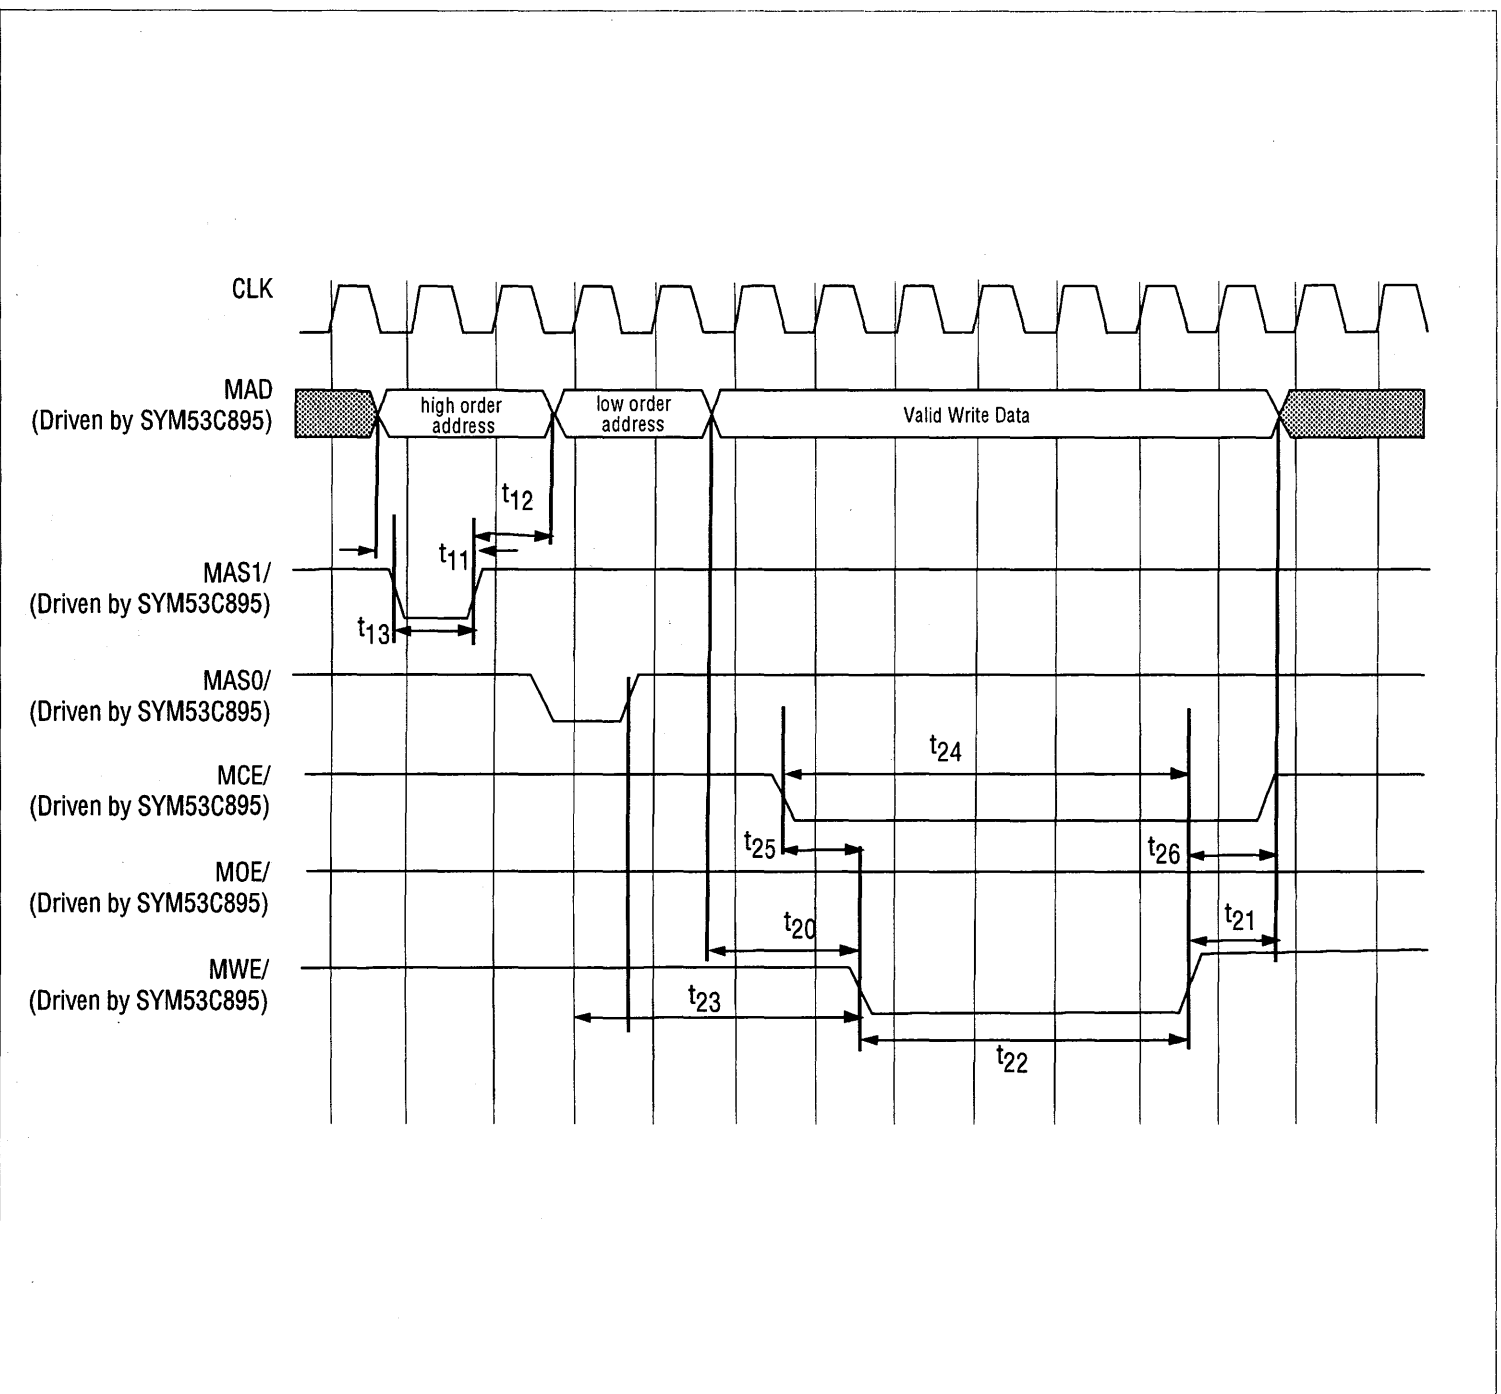 CLK
MAD
(Driven by SYM53C895)
high order
address
low order
address
Valid Write Data
t12
t11
MAS1/
(Driven by SYM53C895)
t13
MAS0/
(Driven by SYM53C895)
t24
MCE/
(Driven by SYM53C895)
t25
t26
MOE/
(Driven by SYM53C895)
t20
t21
MWE/
(Driven by SYM53C895)
t23
t22